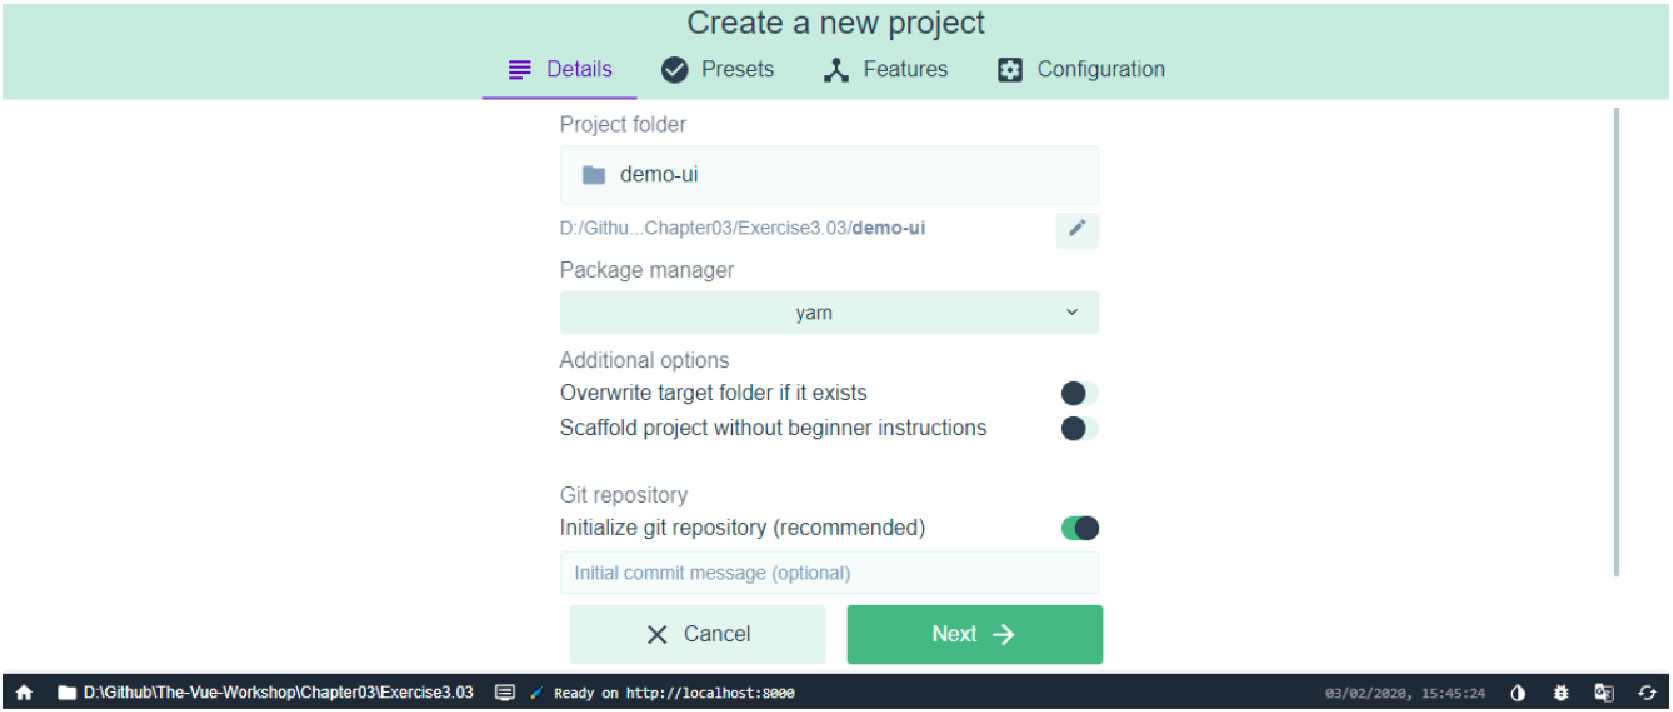 Create a new project
Details Presets Features Configuration
Project folder
demo-ui
D:/Githu...Chapter03/Exercise3.03/demo-ui
Package manager
yarn
Additional options
Overwrite target folder if it exists
Scaffold project without beginner instructions
Git repository
Initialize git repository (recommended)
Initial commit message (optional)
Cancel Next
D:\Github\The-Vue-Workshop\Chapter03\Exercise3.03 Ready on http://localhost:8000 03/02/2020, 15:45:24